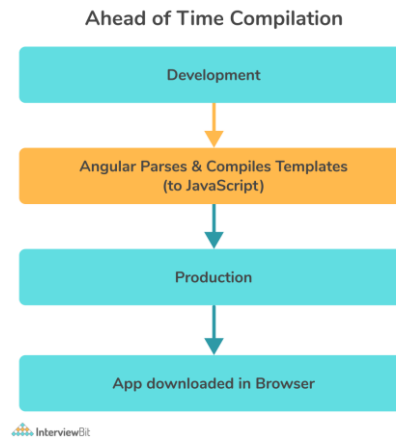 Ahead of Time Compilation
Development
Angular Parses & Compiles Templates
(to JavaScript)
Production
App downloaded in Browser
InterviewBit